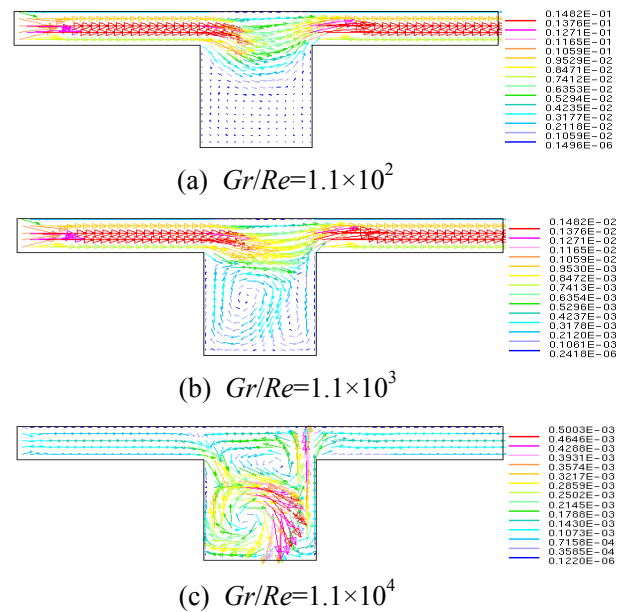 0.1482E-01
0.1376E-01
0.1271E-01
0.1165E-01
0.1059E-01
0.9529E-02
0.8471E-02
0.7412E-02
0.6353E-02
0.5294E-02
0.4235E-02
0.3177E-02
0.2118E-02
0.1059E-02
0.1496E-06
(a) Gr/Re=1.1×10²
0.1482E-02
0.1376E-02
0.1271E-02
0.1165E-02
0.1059E-02
0.9530E-03
0.8472E-03
0.7413E-03
0.6354E-03
0.5296E-03
0.4237E-03
0.3178E-03
0.2120E-03
0.1061E-03
0.2418E-06
(b) Gr/Re=1.1×10³
0.5003E-03
0.4646E-03
0.4288E-03
0.3931E-03
0.3574E-03
0.3217E-03
0.2859E-03
0.2502E-03
0.2145E-03
0.1788E-03
0.1430E-03
0.1073E-03
0.7158E-04
0.3585E-04
0.1220E-06
(c) Gr/Re=1.1×10⁴